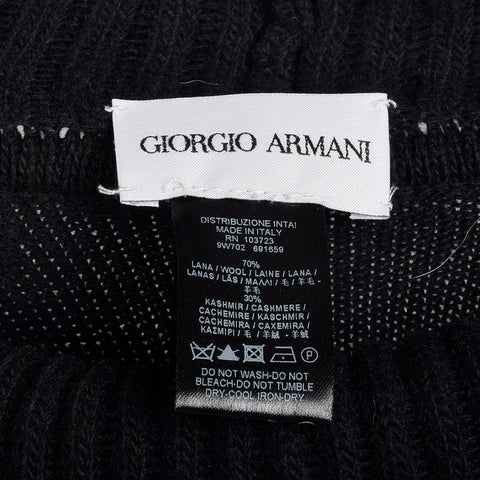 GIORGIO ARMANI
DISTRIBUZIONE INTAI
MADE IN ITALY
RN 103723
9W702 691659
70%
LANA / WOOL / LAINE / LANA /
LANAS / LÃS / ΜΑΛΛΙ / 毛 / 羊毛 -
羊毛
30%
KASHMIR / CASHMERE /
CACHEMIRE / KASCHMIR /
CACHEMIRA / CAXEMIRA /
ΚΑΣΜΙΡΙ / 毛 / 羊絨 - 羊绒
P
DO NOT WASH-DO NOT
BLEACH-DO NOT TUMBLE
DRY-COOL IRON-DRY